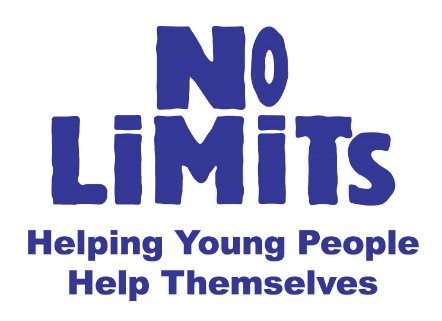 No
LiMiTs
Helping Young People
Help Themselves